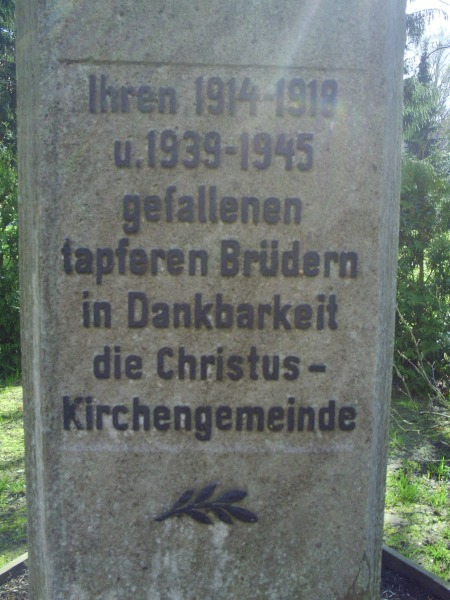 Ihren 1914-1918
u. 1939-1945
gefallenen
tapferen Brüdern
in Dankbarkeit
die Christus-
Kirchengemeinde